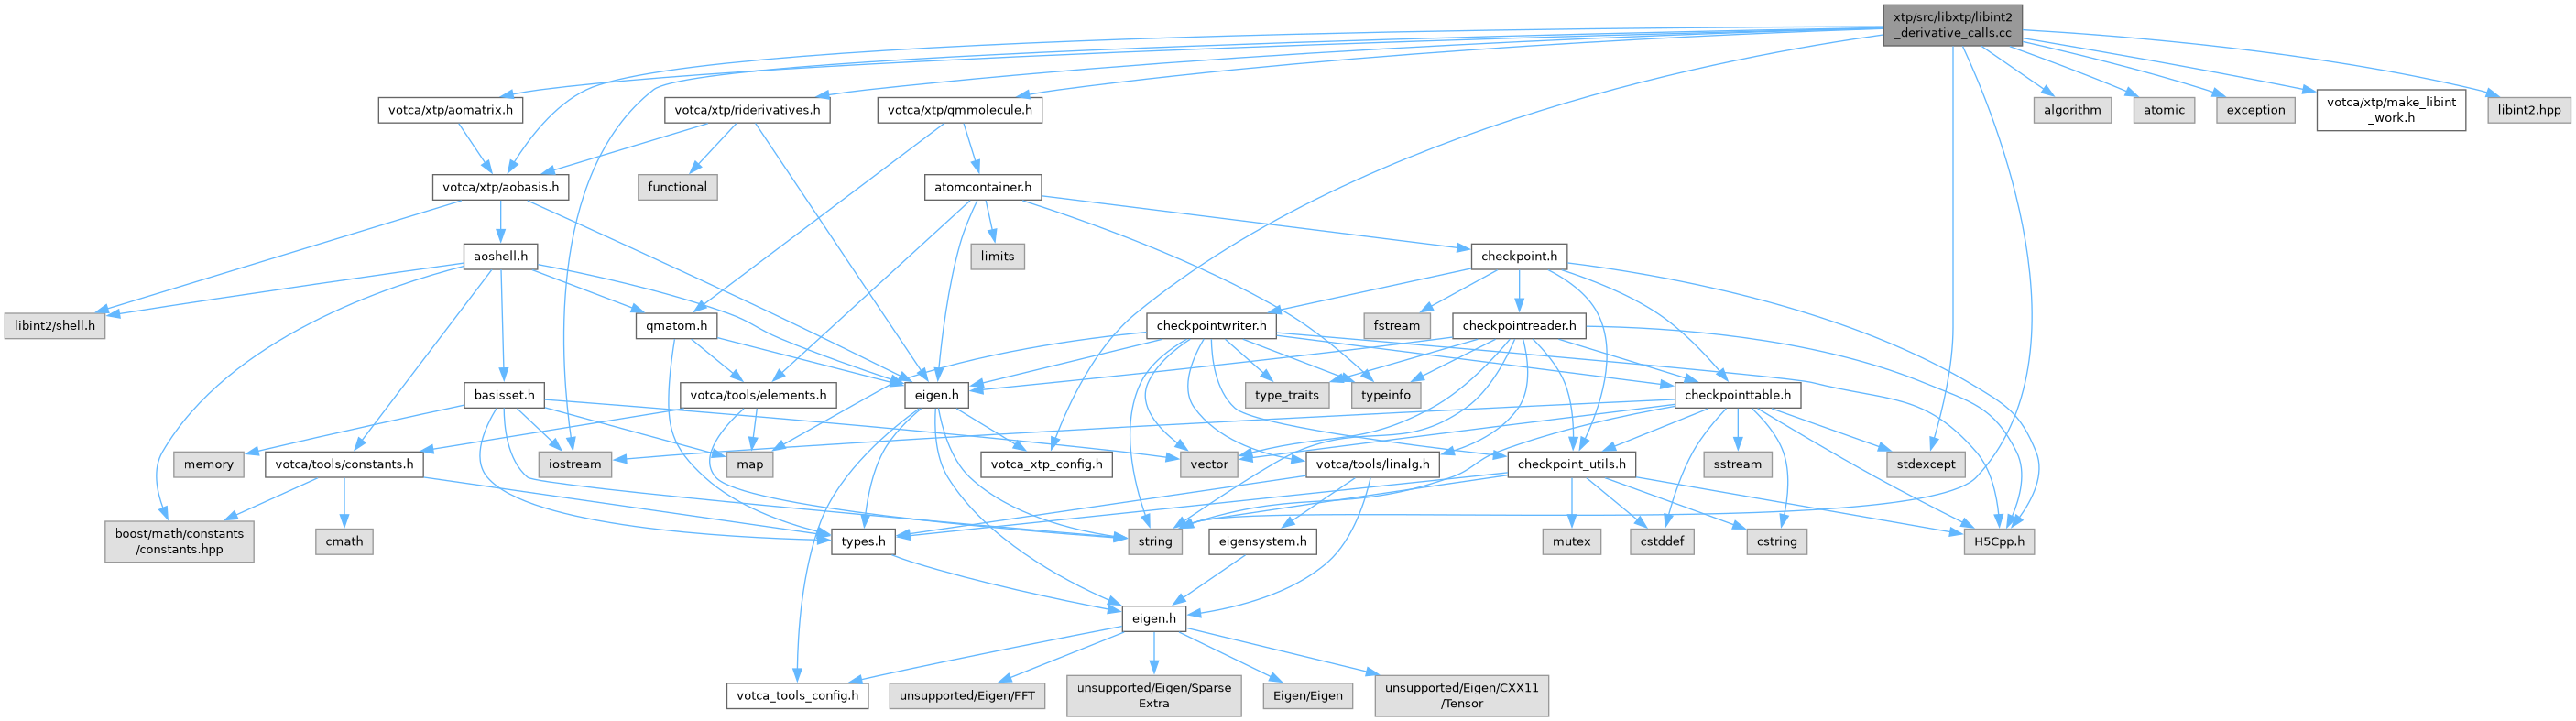 xtp/src/libxtp/libint2
_derivative_calls.cc
votca/xtp/aomatrix.h
votca/xtp/riderivatives.h
votca/xtp/qmmolecule.h
algorithm
atomic
exception
votca/xtp/make_libint
_work.h
libint2.hpp
votca/xtp/aobasis.h
functional
atomcontainer.h
aoshell.h
limits
checkpoint.h
libint2/shell.h
qmatom.h
checkpointwriter.h
fstream
checkpointreader.h
basisset.h
votca/tools/elements.h
eigen.h
type_traits
typeinfo
checkpointtable.h
memory
votca/tools/constants.h
iostream
map
votca_xtp_config.h
vector
votca/tools/linalg.h
checkpoint_utils.h
sstream
stdexcept
boost/math/constants
/constants.hpp
cmath
types.h
string
eigensystem.h
mutex
cstddef
cstring
H5Cpp.h
eigen.h
votca_tools_config.h
unsupported/Eigen/FFT
unsupported/Eigen/Sparse
Extra
Eigen/Eigen
unsupported/Eigen/CXX11
/Tensor